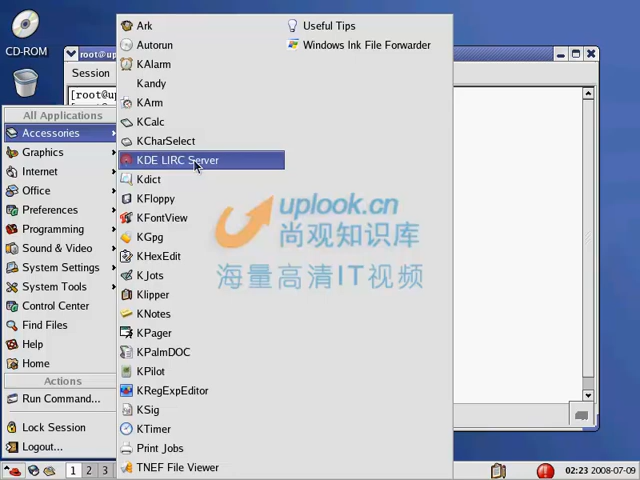 CD-ROM
Session
[root@up
All Applications
Accessories
Graphics
Internet
Office
Preferences
Programming
Sound & Video
System Settings
System Tools
Control Center
Find Files
Help
Home
Actions
Run Command...
Lock Session
Logout...
Ark
Autorun
KAlarm
Kandy
KArm
KCalc
KCharSelect
KDE LIRC Server
Kdict
KFloppy
KFontView
KGpg
KHexEdit
KJots
Klipper
KNotes
KPager
KPalmDOC
KPilot
KRegExpEditor
KSig
KTimer
Print Jobs
TNEF File Viewer
Useful Tips
Windows Ink File Forwarder
uplook.cn
尚观知识库
海量高清IT视频
1 2 3
02:23 2008-07-09